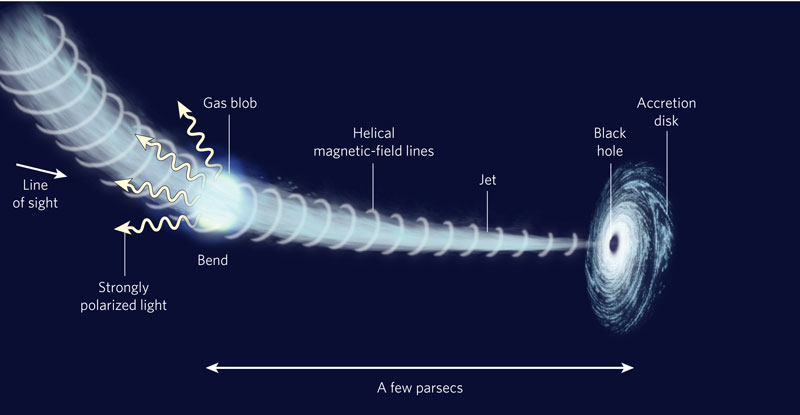 Gas blob
Helical
magnetic-field lines
Jet
Black
hole
Accretion
disk
Line
of sight
Bend
Strongly
polarized light
A few parsecs